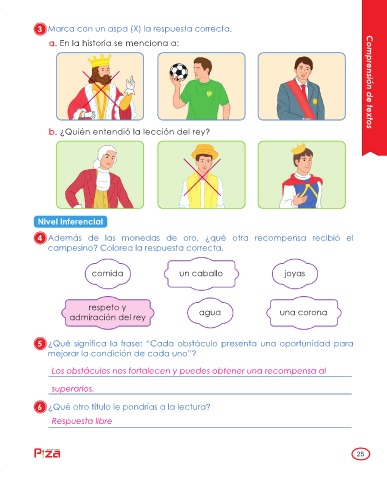 3 Marca con un aspa (X) la respuesta correcta.
a. En la historia se menciona a:
Comprensión de textos
b. ¿Quién entendió la lección del rey?
Nivel Inferencial
4 Además de las monedas de oro, ¿qué otra recompensa recibió el
campesino? Colorea la respuesta correcta.
comida un caballo joyas
respeto y
admiración del rey agua una corona
5 ¿Qué significa la frase: “Cada obstáculo presenta una oportunidad para
mejorar la condición de cada uno”?
Los obstáculos nos fortalecen y puedes obtener una recompensa al
superarlos.
6 ¿Qué otro título le pondrías a la lectura?
Respuesta libre
Piza 25